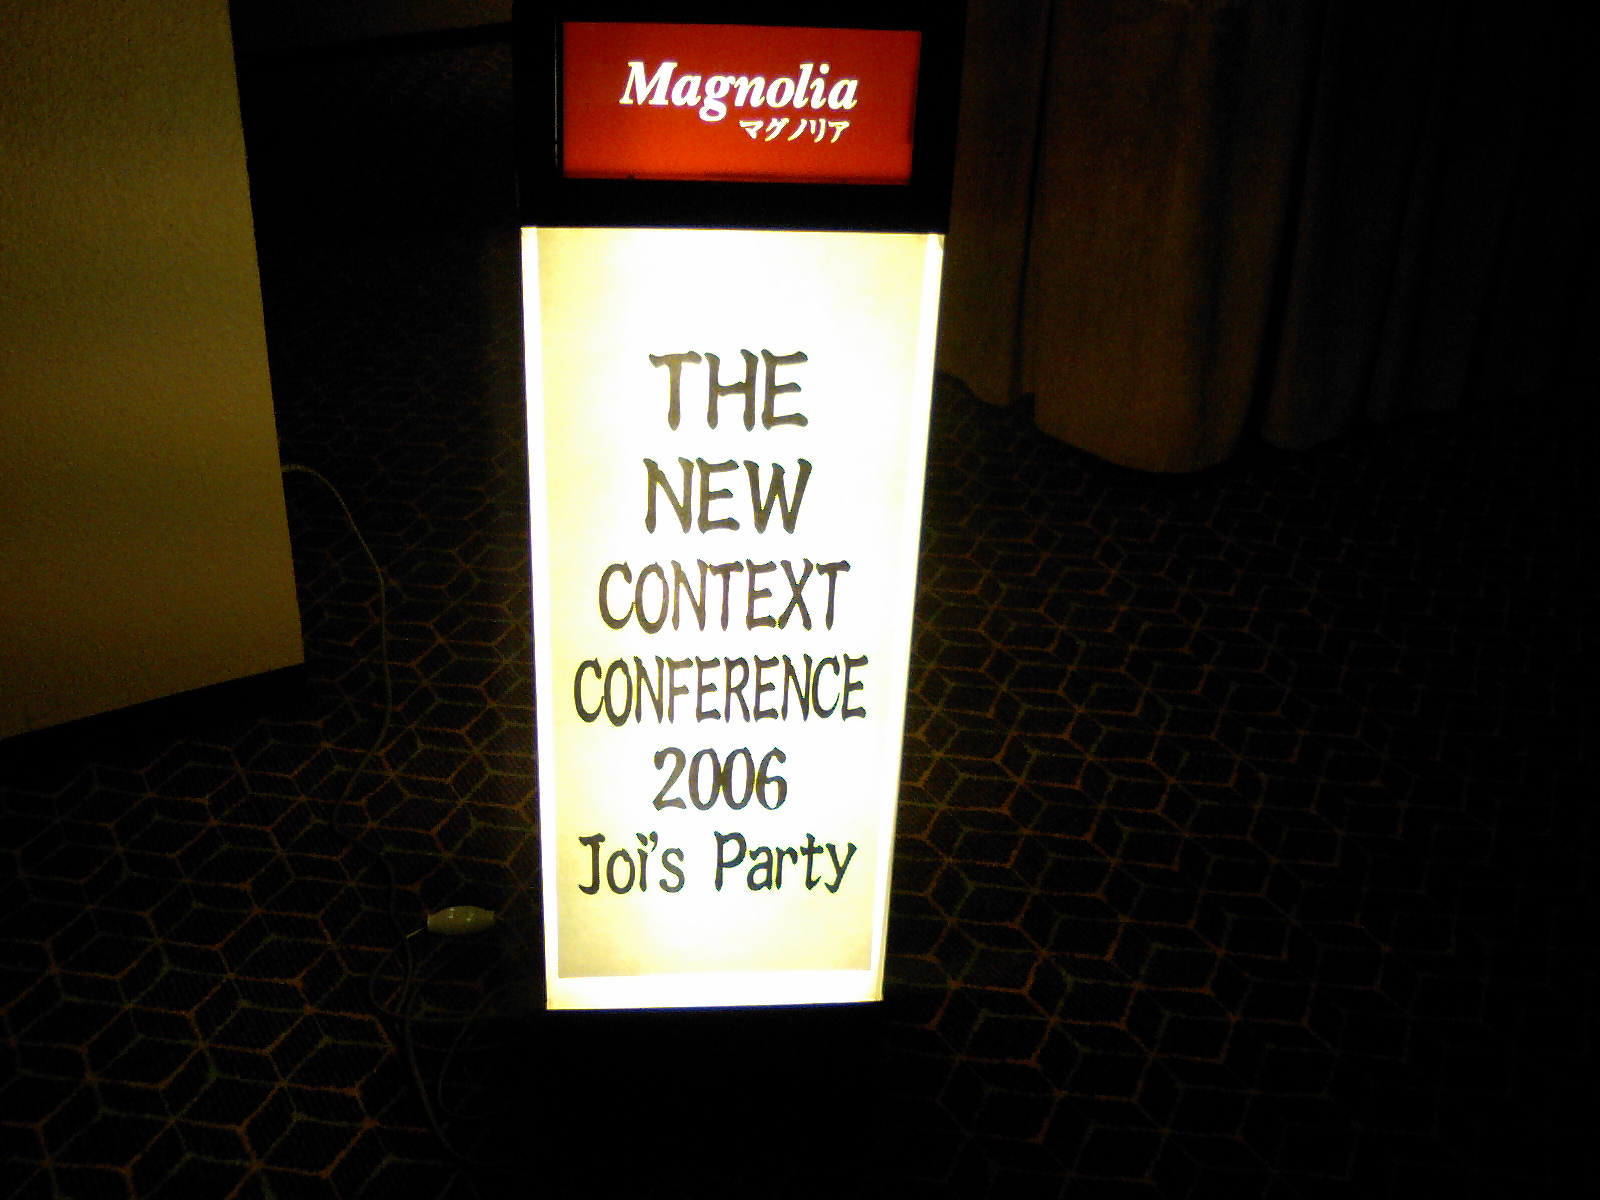 Magnolia
マグノリア
THE
NEW
CONTEXT
CONFERENCE
2006
Joi's Party